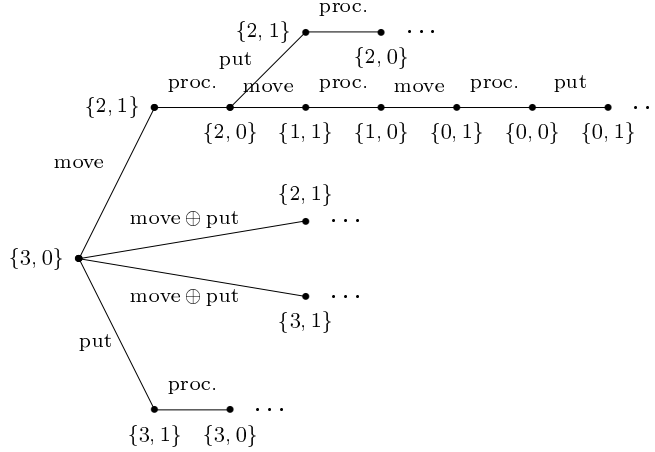 proc.
{2, 1} {2, 0} ···
put
proc. move proc. move proc. put
{2, 1} ··
{2, 0} {1, 1} {1, 0} {0, 1} {0, 0} {0, 1}
move
{2, 1}
move ⊕ put ···
{3, 0}
move ⊕ put ···
{3, 1}
put
proc.
···
{3, 1} {3, 0}